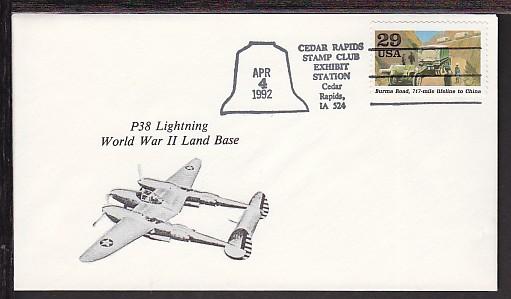 APR
4
1992
CEDAR RAPIDS
STAMP CLUB
EXHIBIT
STATION
Cedar
Rapids,
IA 524
29
USA
Burma Road, 717-mile lifeline to China
P38 Lightning
World War II Land Base